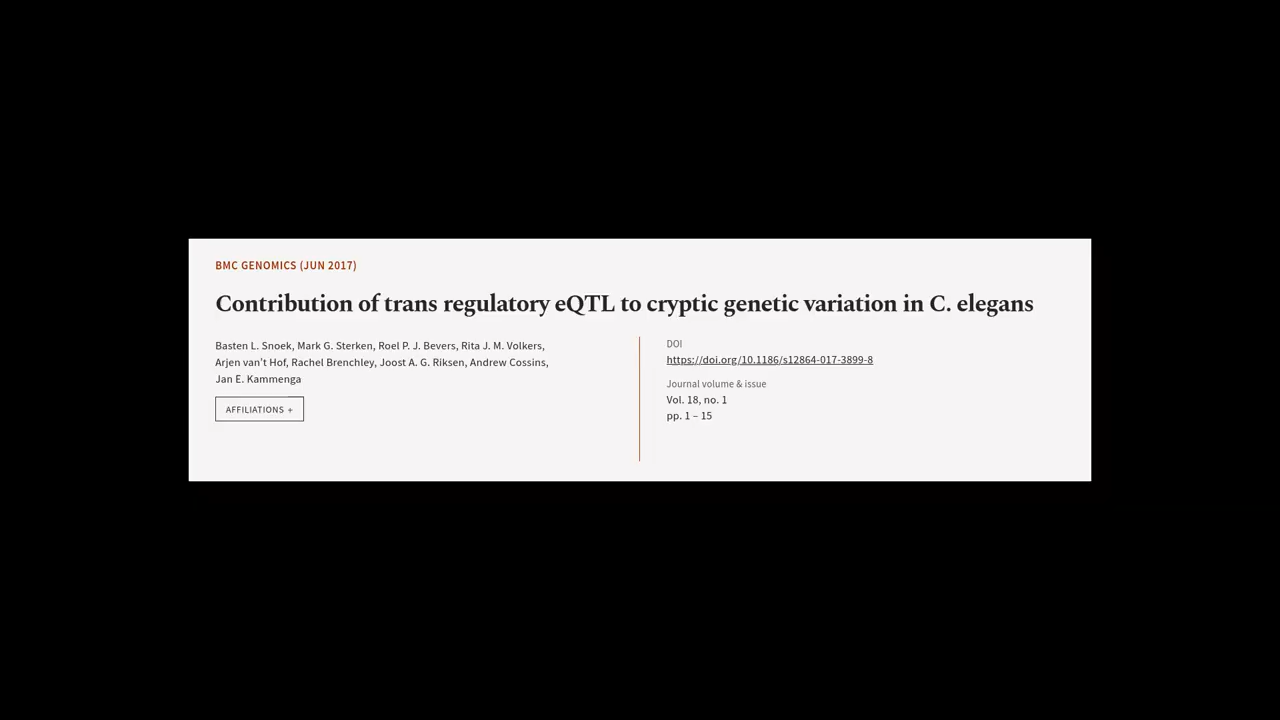 BMC GENOMICS (JUN 2017)
Contribution of trans regulatory eQTL to cryptic genetic variation in C. elegans
Basten L. Snoek, Mark G. Sterken, Roel P. J. Bevers, Rita J. M. Volkers,
Arjen van't Hof, Rachel Brenchley, Joost A. G. Riksen, Andrew Cossins,
Jan E. Kammenga
AFFILIATIONS +
DOI
https://doi.org/10.1186/s12864-017-3899-8
Journal volume & issue
Vol. 18, no. 1
pp. 1 – 15